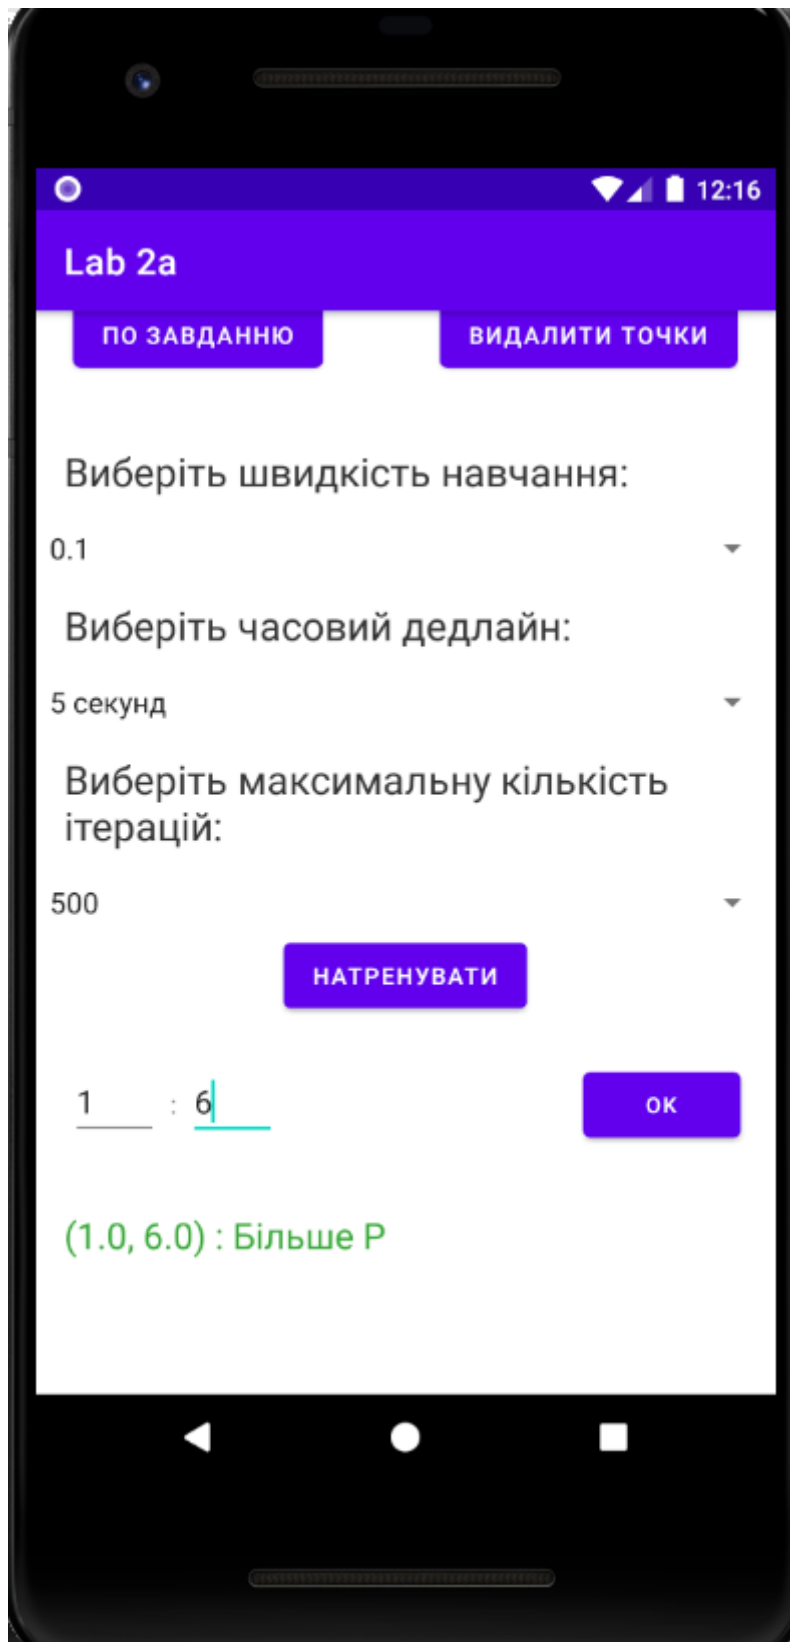 12:16
Lab 2a
ПО ЗАВДАННЮ
ВИДАЛИТИ ТОЧКИ
Виберіть швидкість навчання:
0.1
Виберіть часовий дедлайн:
5 секунд
Виберіть максимальну кількість
ітерацій:
500
НАТРЕНУВАТИ
1 : 6
ОК
(1.0, 6.0) : Більше P